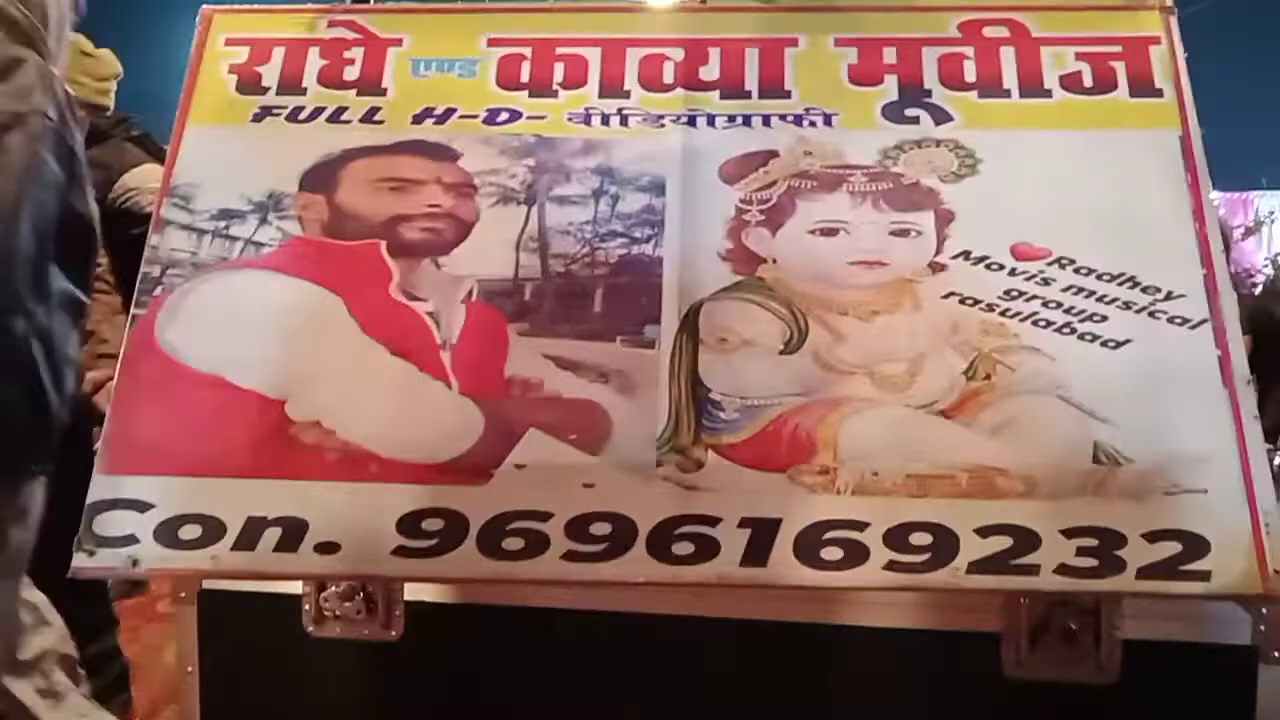 राधे एण्ड काव्या मूवीज
FULL H-D- वीडियोग्राफी
❤️Radhey
Movis musical
group
rasulabad
Con. 9696169232